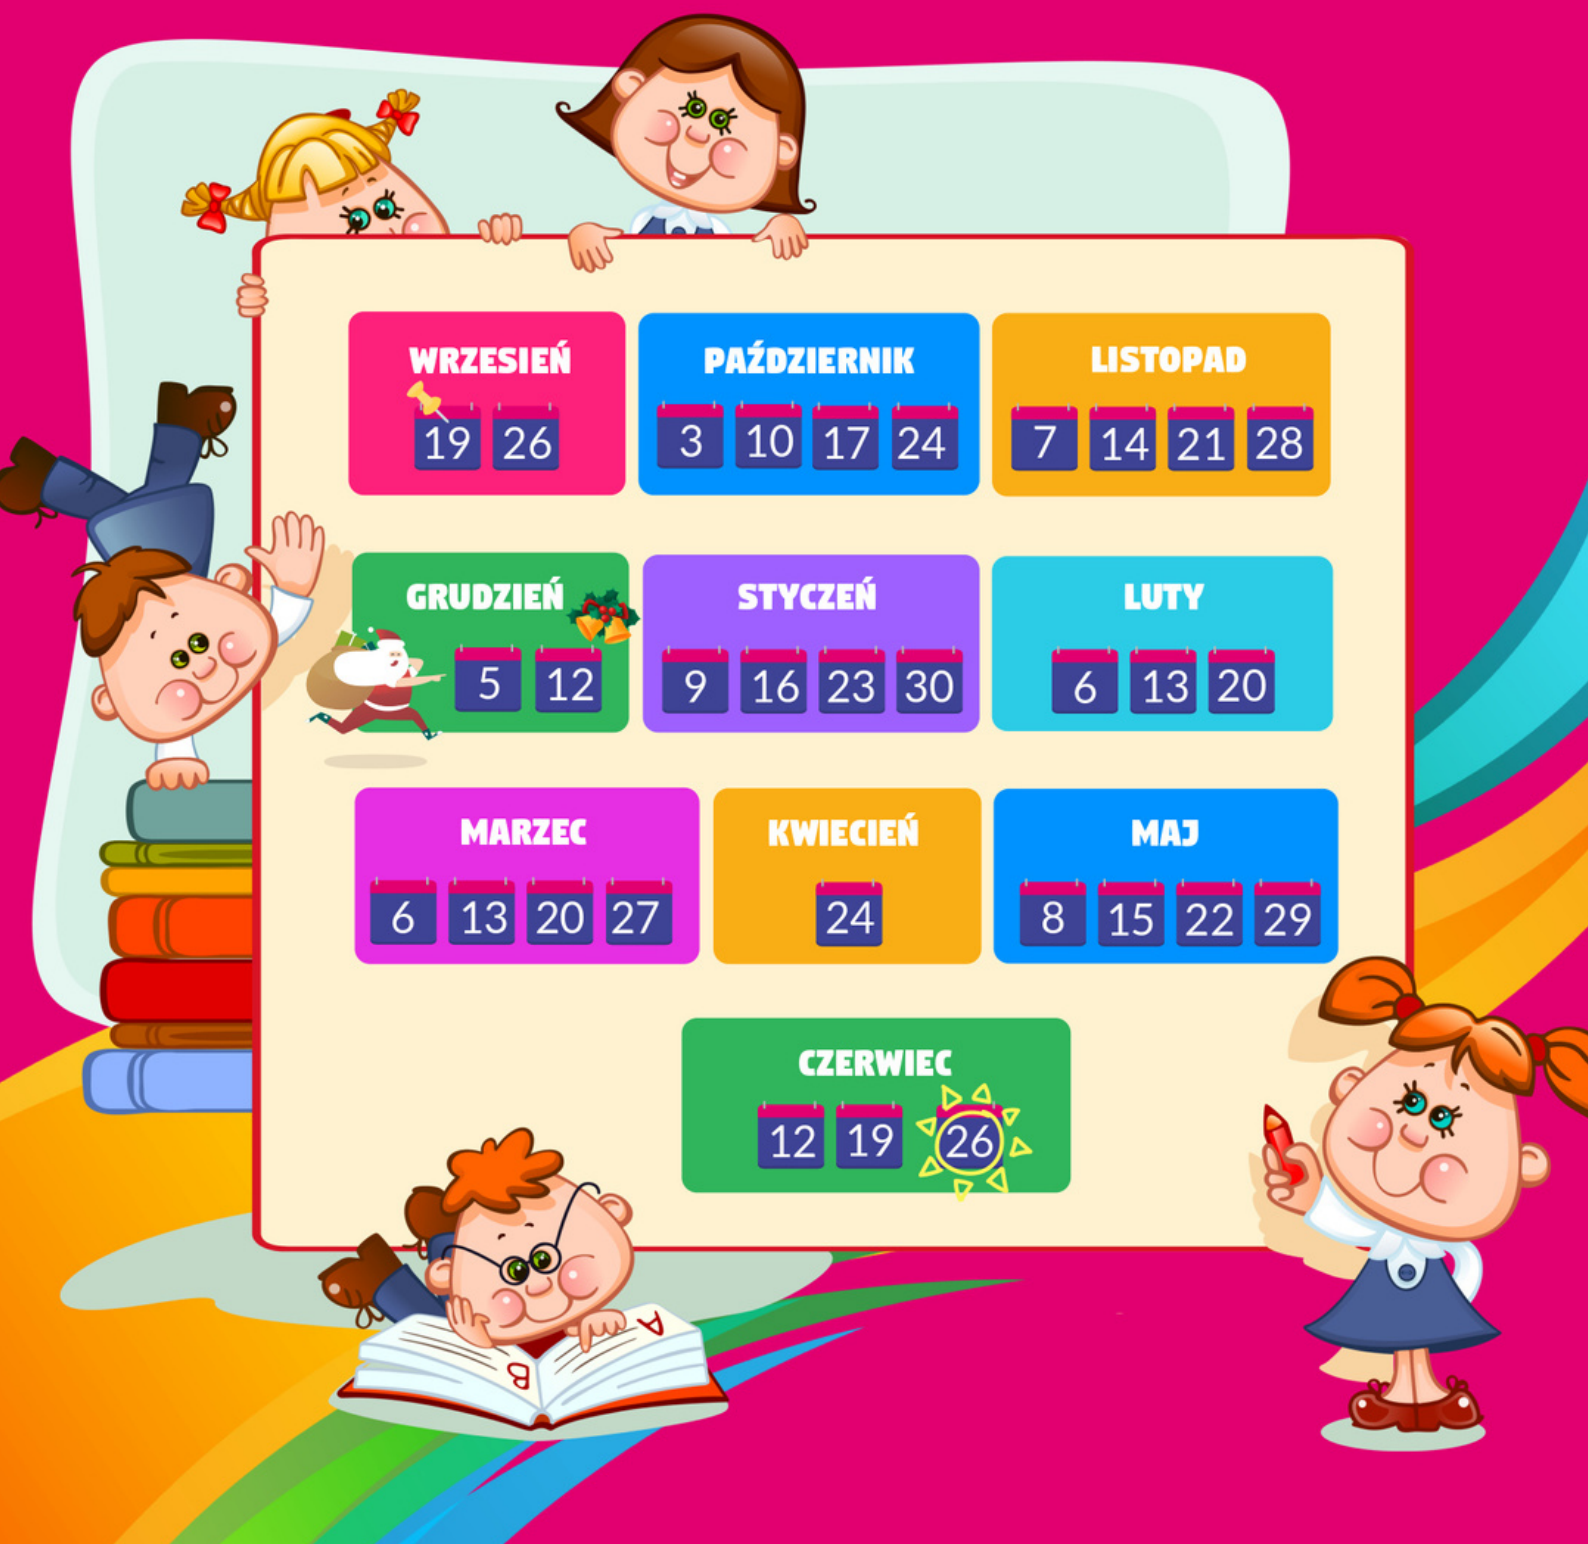 WRZESIEŃ
19 26
PAŹDZIERNIK
3 10 17 24
LISTOPAD
7 14 21 28
GRUDZIEŃ
5 12
STYCZEŃ
9 16 23 30
LUTY
6 13 20
MARZEC
6 13 20 27
KWIECIEŃ
24
MAJ
8 15 22 29
CZERWIEC
12 19 26
B A